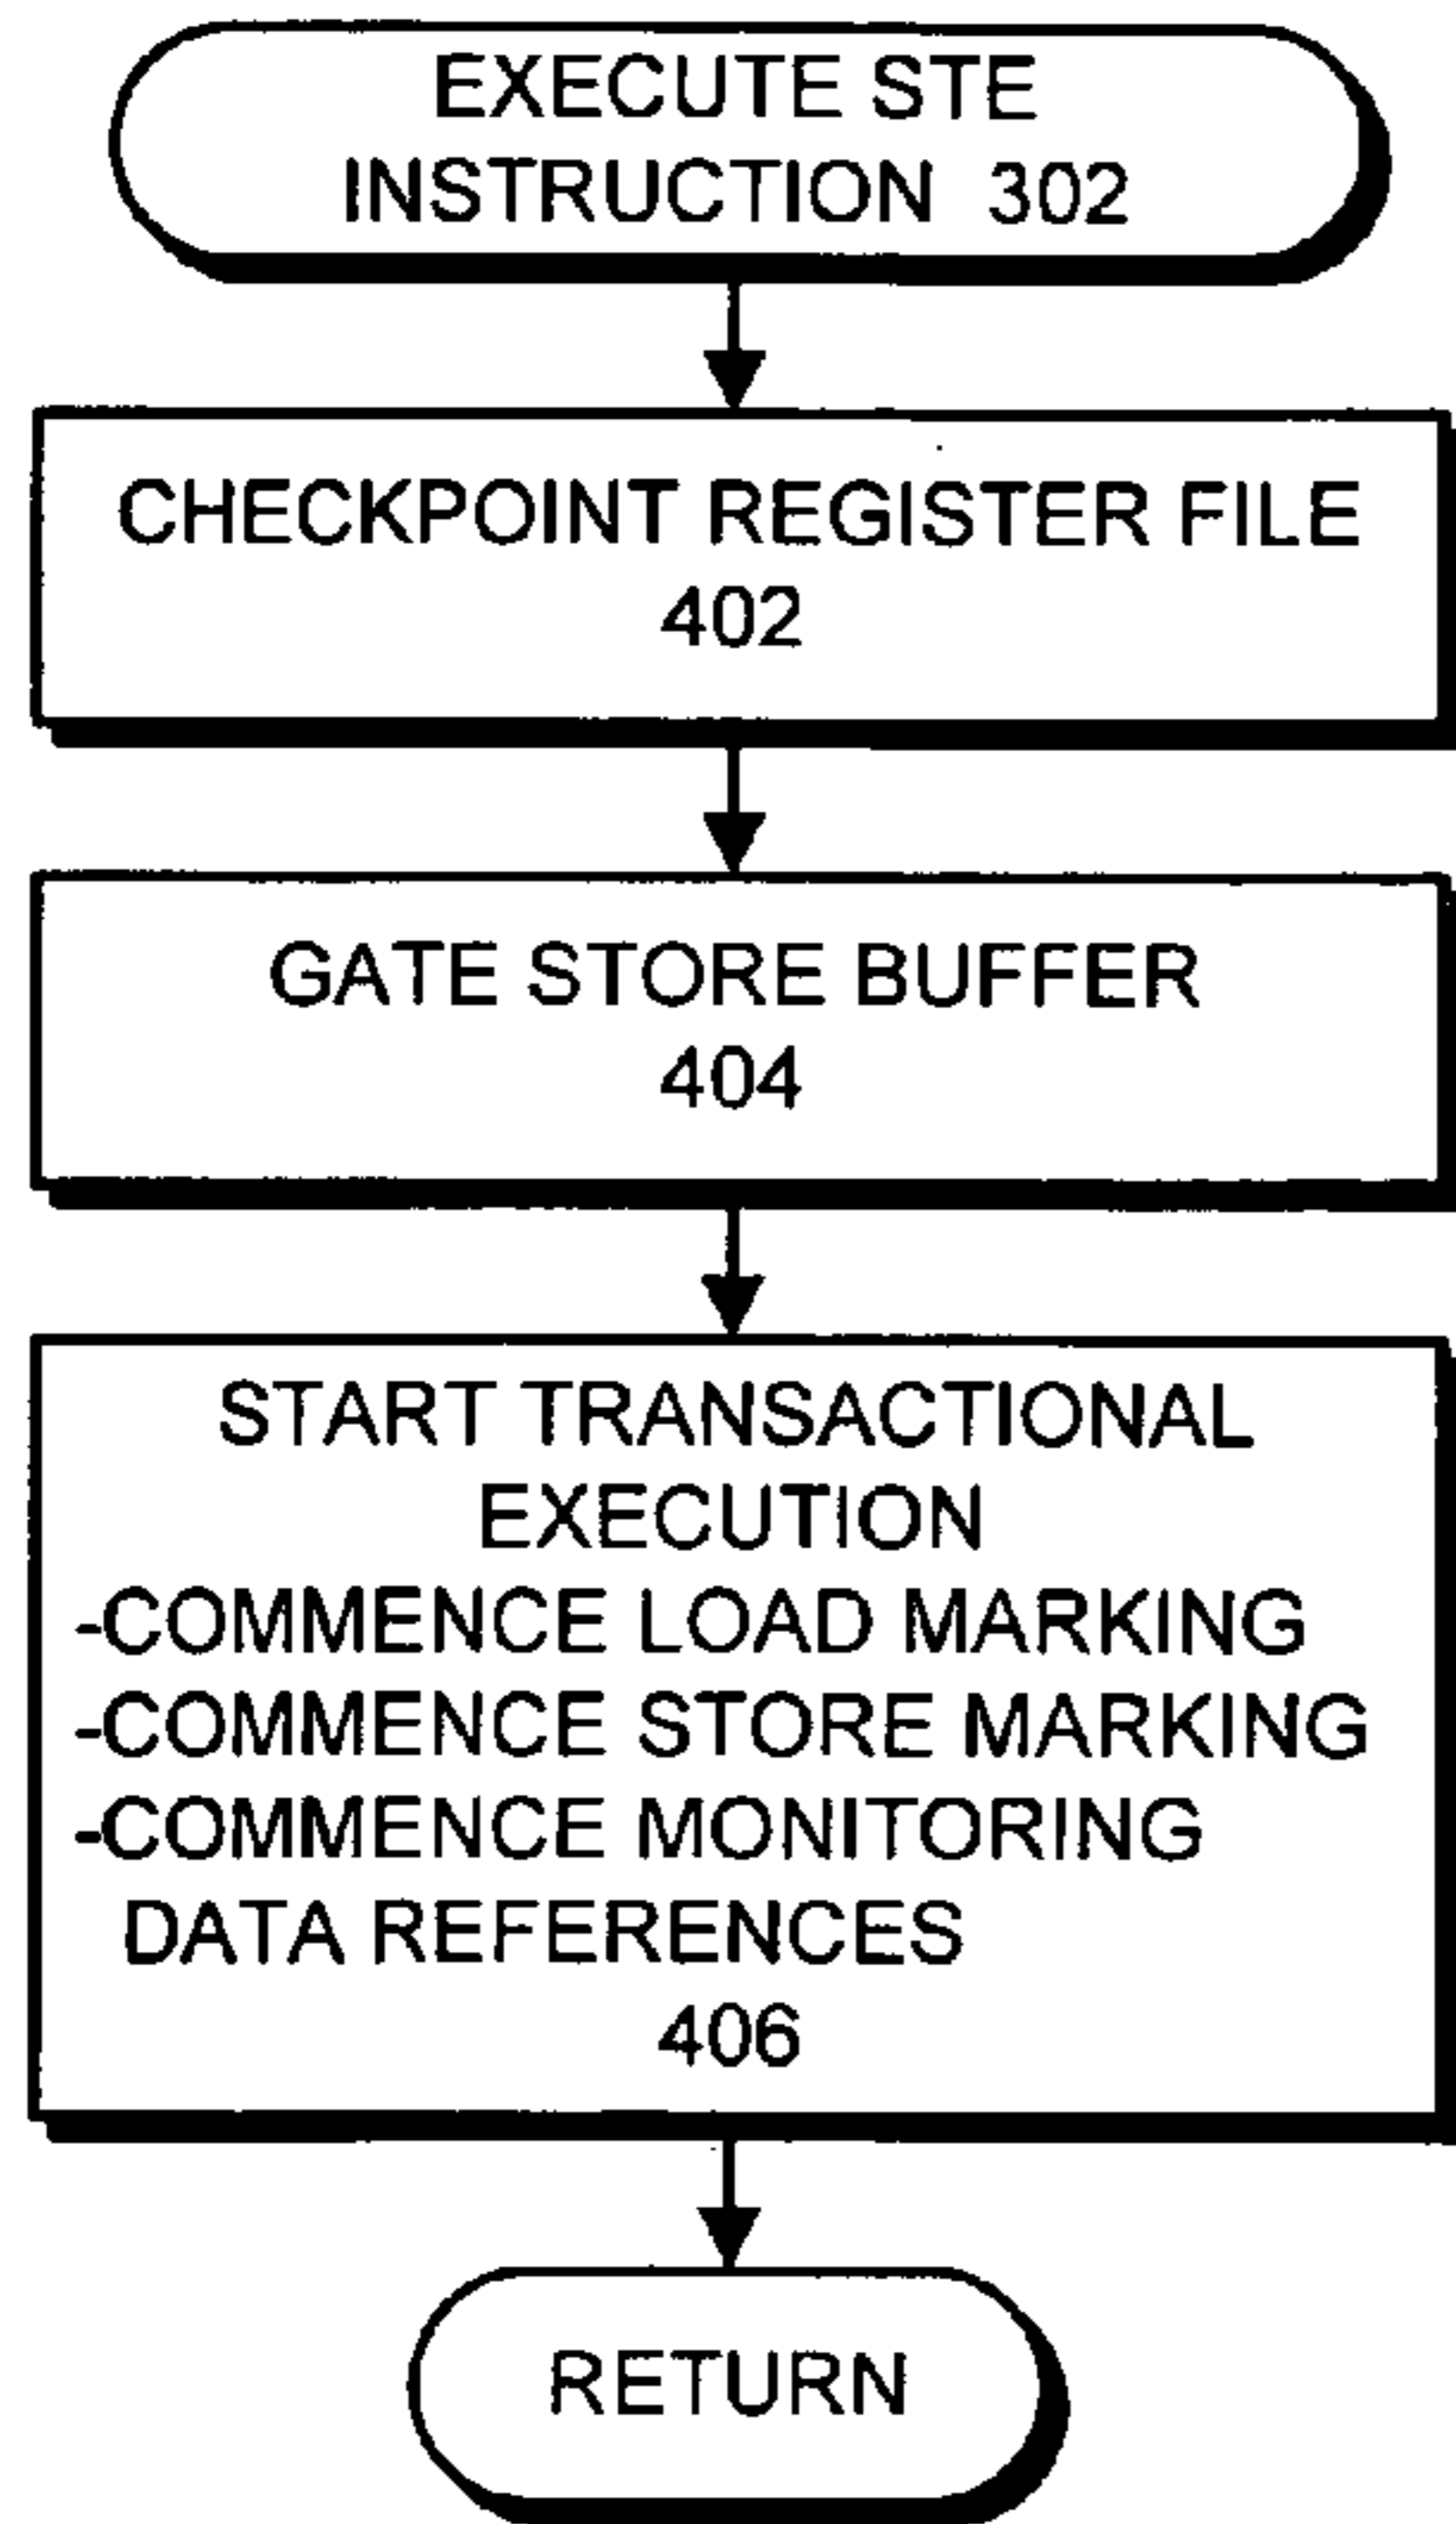 EXECUTE STE
INSTRUCTION 302
CHECKPOINT REGISTER FILE
402
GATE STORE BUFFER
404
START TRANSACTIONAL
EXECUTION
-COMMENCE LOAD MARKING
-COMMENCE STORE MARKING
-COMMENCE MONITORING
DATA REFERENCES
406
RETURN